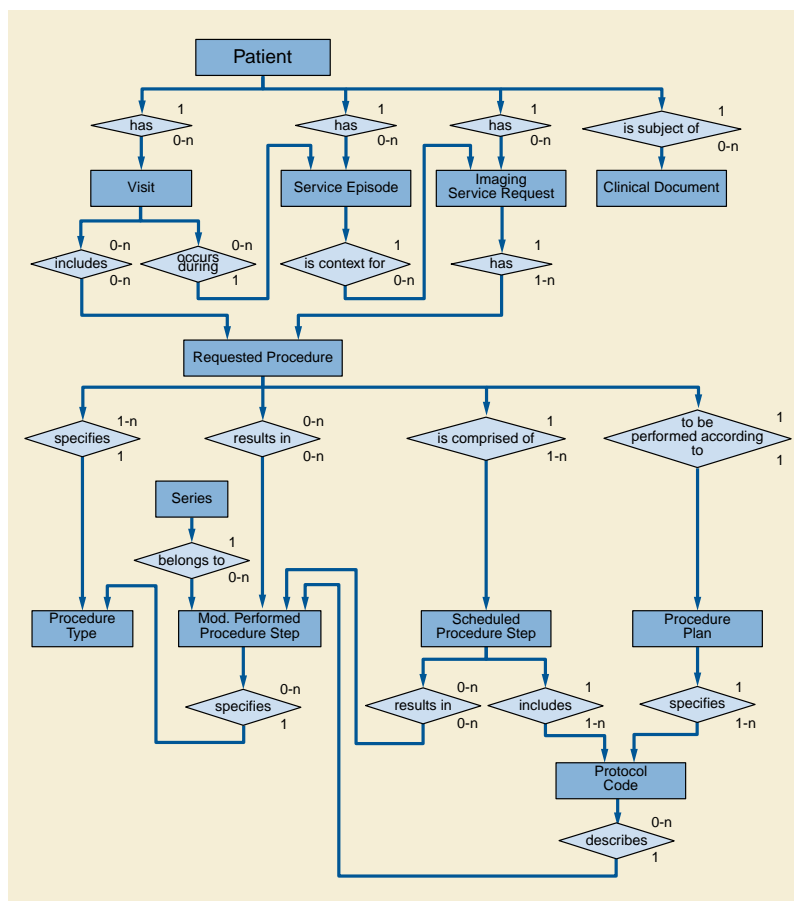 Patient
1
1
1
1
has
has
has
is subject of
0-n
0-n
0-n
0-n
Visit
Service Episode
Imaging
Service Request
Clinical Document
0-n
0-n
1
1
includes
occurs
during
is context for
has
0-n
1
0-n
1-n
Requested Procedure
1-n
0-n
1
1
specifies
results in
is comprised of
to be
performed according
to
1
0-n
1-n
1
Series
1
belongs to
0-n
Procedure
Type
Mod. Performed
Procedure Step
Scheduled
Procedure Step
Procedure
Plan
0-n
0-n
1
1
specifies
results in
includes
specifies
1
0-n
1-n
1-n
Protocol
Code
0-n
describes
1